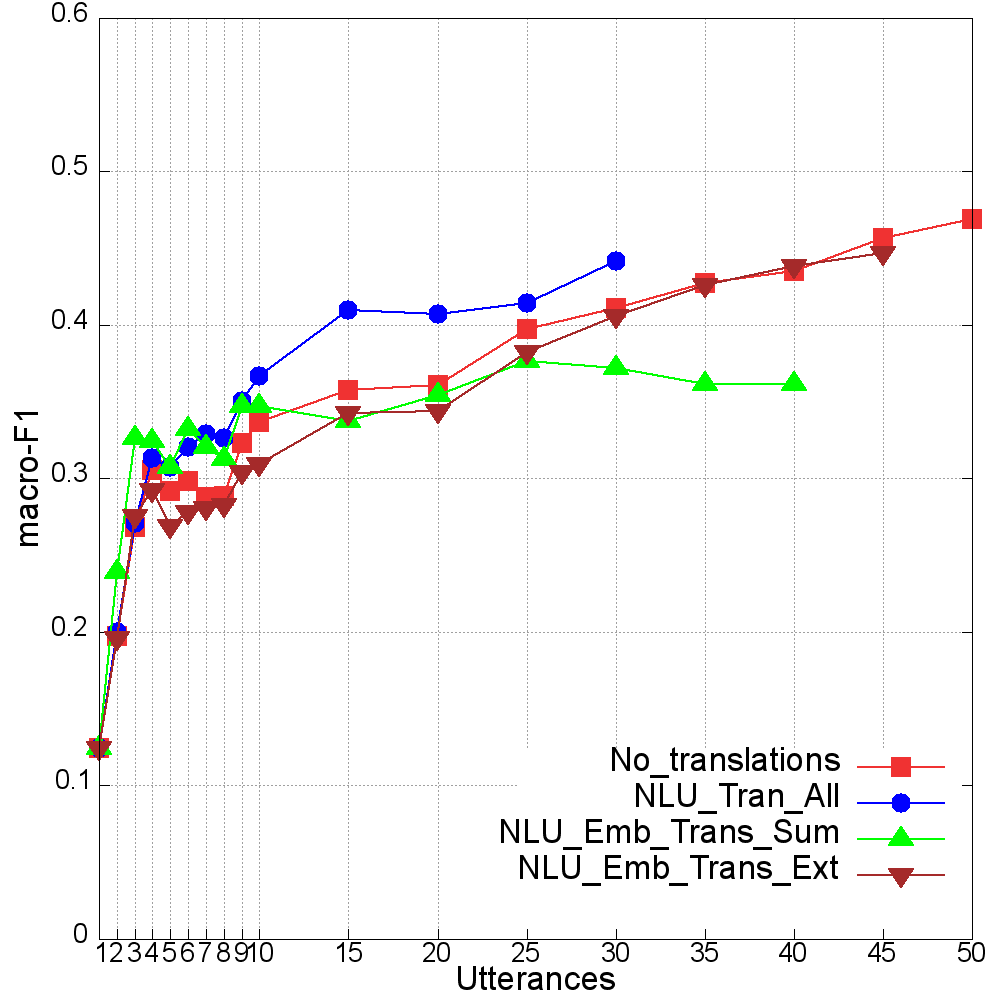 0.6
0.5
0.4
0.3
0.2
0.1
0
macro-F1
No_translations
NLU_Tran_All
NLU_Emb_Trans_Sum
NLU_Emb_Trans_Ext
1 2 3 4 5 6 7 8 9 10 15 20 25 30 35 40 45 50
Utterances